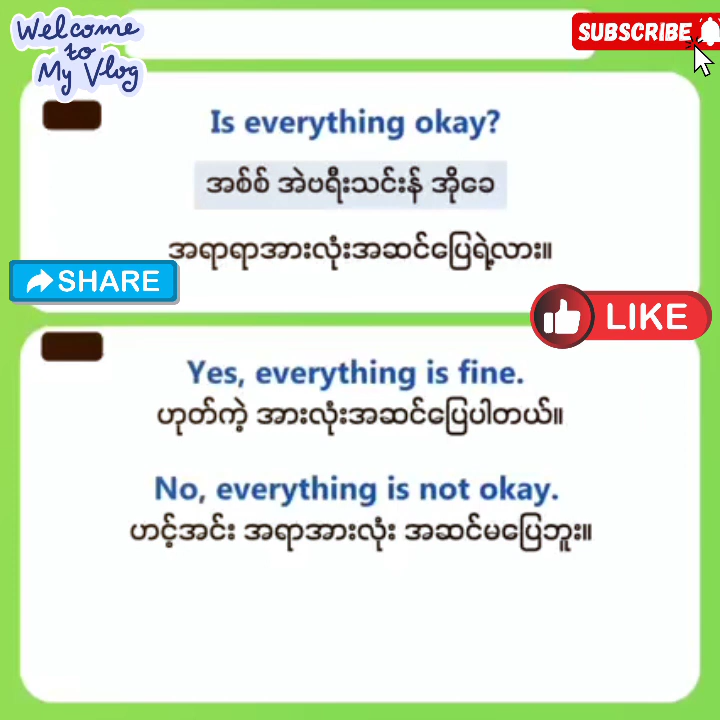 Welcome
to
My Vlog
SUBSCRIBE
Is everything okay?
အစ်စ် အဲဗရီးသင်းန် အိုခေ
အရာရာအားလုံးအဆင်ပြေရဲ့လား။
SHARE
LIKE
Yes, everything is fine.
ဟုတ်ကဲ့ အားလုံးအဆင်ပြေပါတယ်။
No, everything is not okay.
ဟင့်အင်း အရာအားလုံး အဆင်မပြေဘူး။